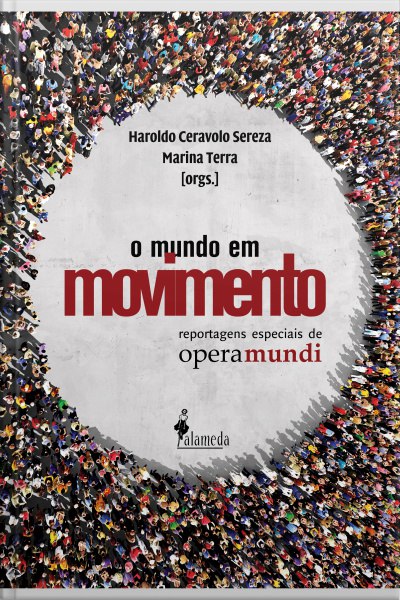 Haroldo Ceravolo Sereza
Marina Terra
[orgs.]
o mundo em
movimento
reportagens especiais de
operamundi
alameda